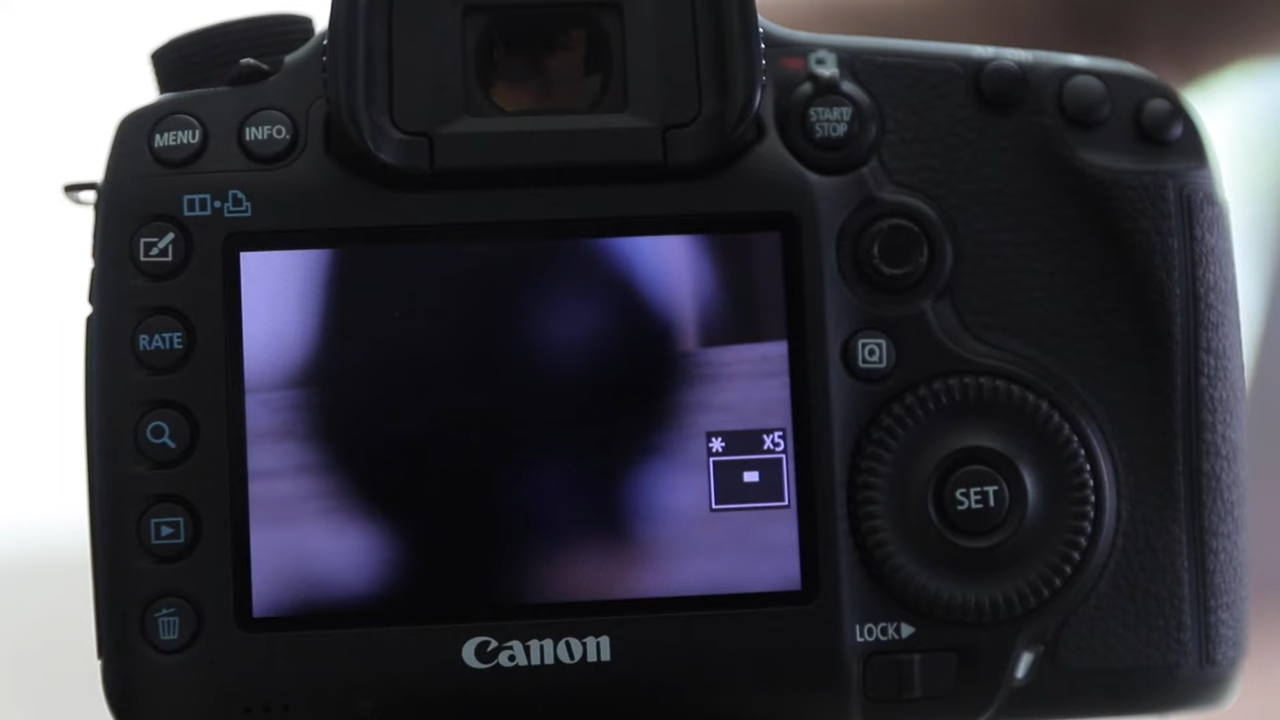 MENU
INFO.
START/
STOP
RATE
Q
* X5
SET
LOCK
Canon